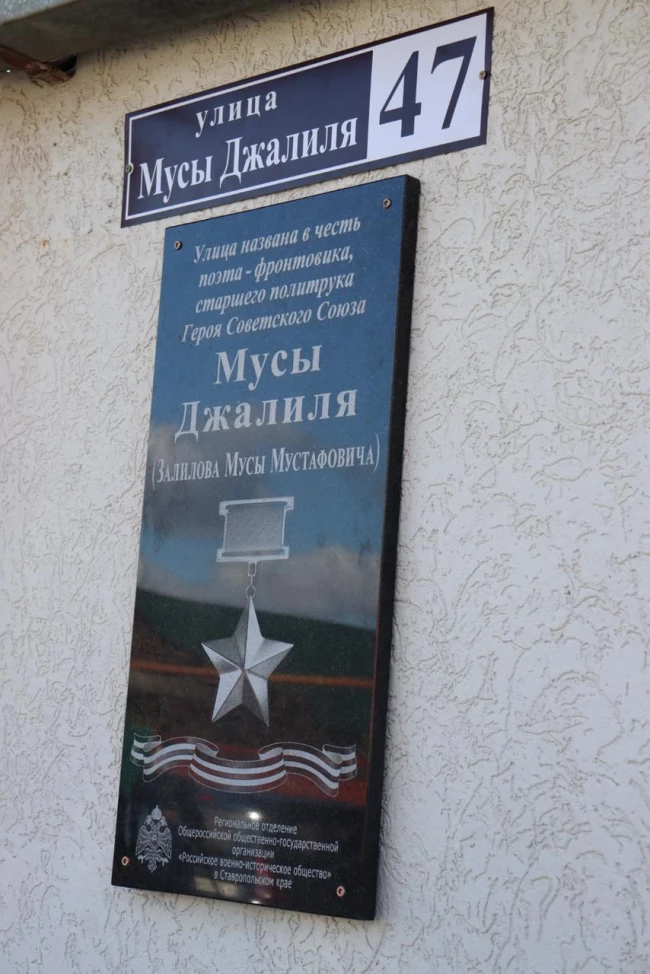 улица
Мусы Джалиля
47
Улица названа в честь
поэта - фронтовика,
старшего политрука
Героя Советского Союза
Мусы
Джалиля
(Залилова Мусы Мустафовича)
Региональное отделение
Общероссийской общественно-государственной
организации
«Российское военно-историческое общество»
в Ставропольском крае